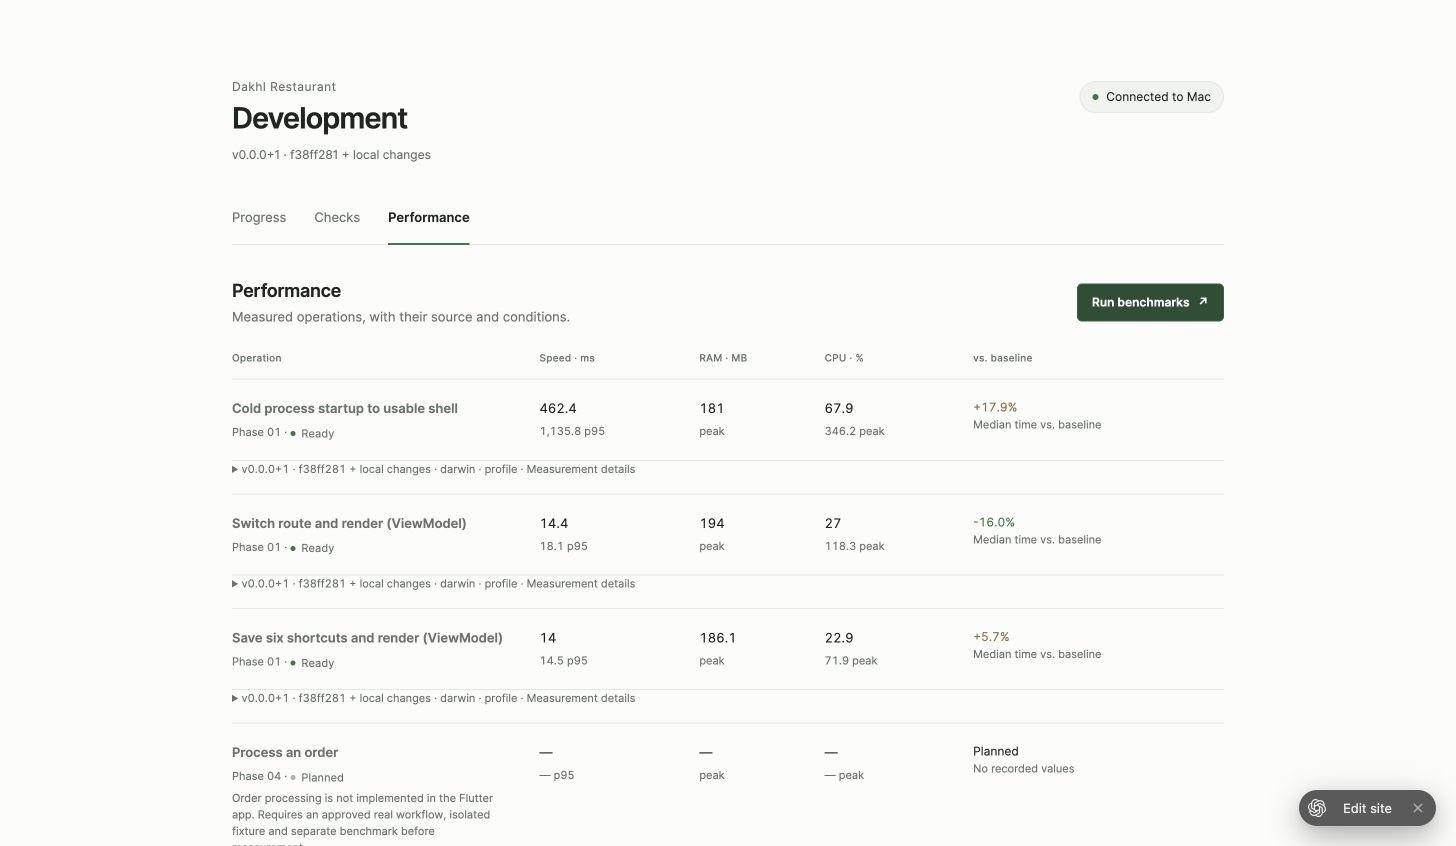 Dakhl Restaurant
Development
v0.0.0+1 · f38ff281 + local changes
Connected to Mac
Progress Checks Performance
Performance
Measured operations, with their source and conditions.
Run benchmarks ↗
Operation Speed · ms RAM · MB CPU · % vs. baseline
Cold process startup to usable shell 462.4 181 67.9 +17.9%
Phase 01 · Ready 1,135.8 p95 peak 346.2 peak Median time vs. baseline
v0.0.0+1 · f38ff281 + local changes · darwin · profile · Measurement details
Switch route and render (ViewModel) 14.4 194 27 -16.0%
Phase 01 · Ready 18.1 p95 peak 118.3 peak Median time vs. baseline
v0.0.0+1 · f38ff281 + local changes · darwin · profile · Measurement details
Save six shortcuts and render (ViewModel) 14 186.1 22.9 +5.7%
Phase 01 · Ready 14.5 p95 peak 71.9 peak Median time vs. baseline
v0.0.0+1 · f38ff281 + local changes · darwin · profile · Measurement details
Process an order — — — Planned
Phase 04 · Planned — p95 peak — peak No recorded values
Order processing is not implemented in the Flutter
app. Requires an approved real workflow, isolated
fixture and separate benchmark before
Edit site